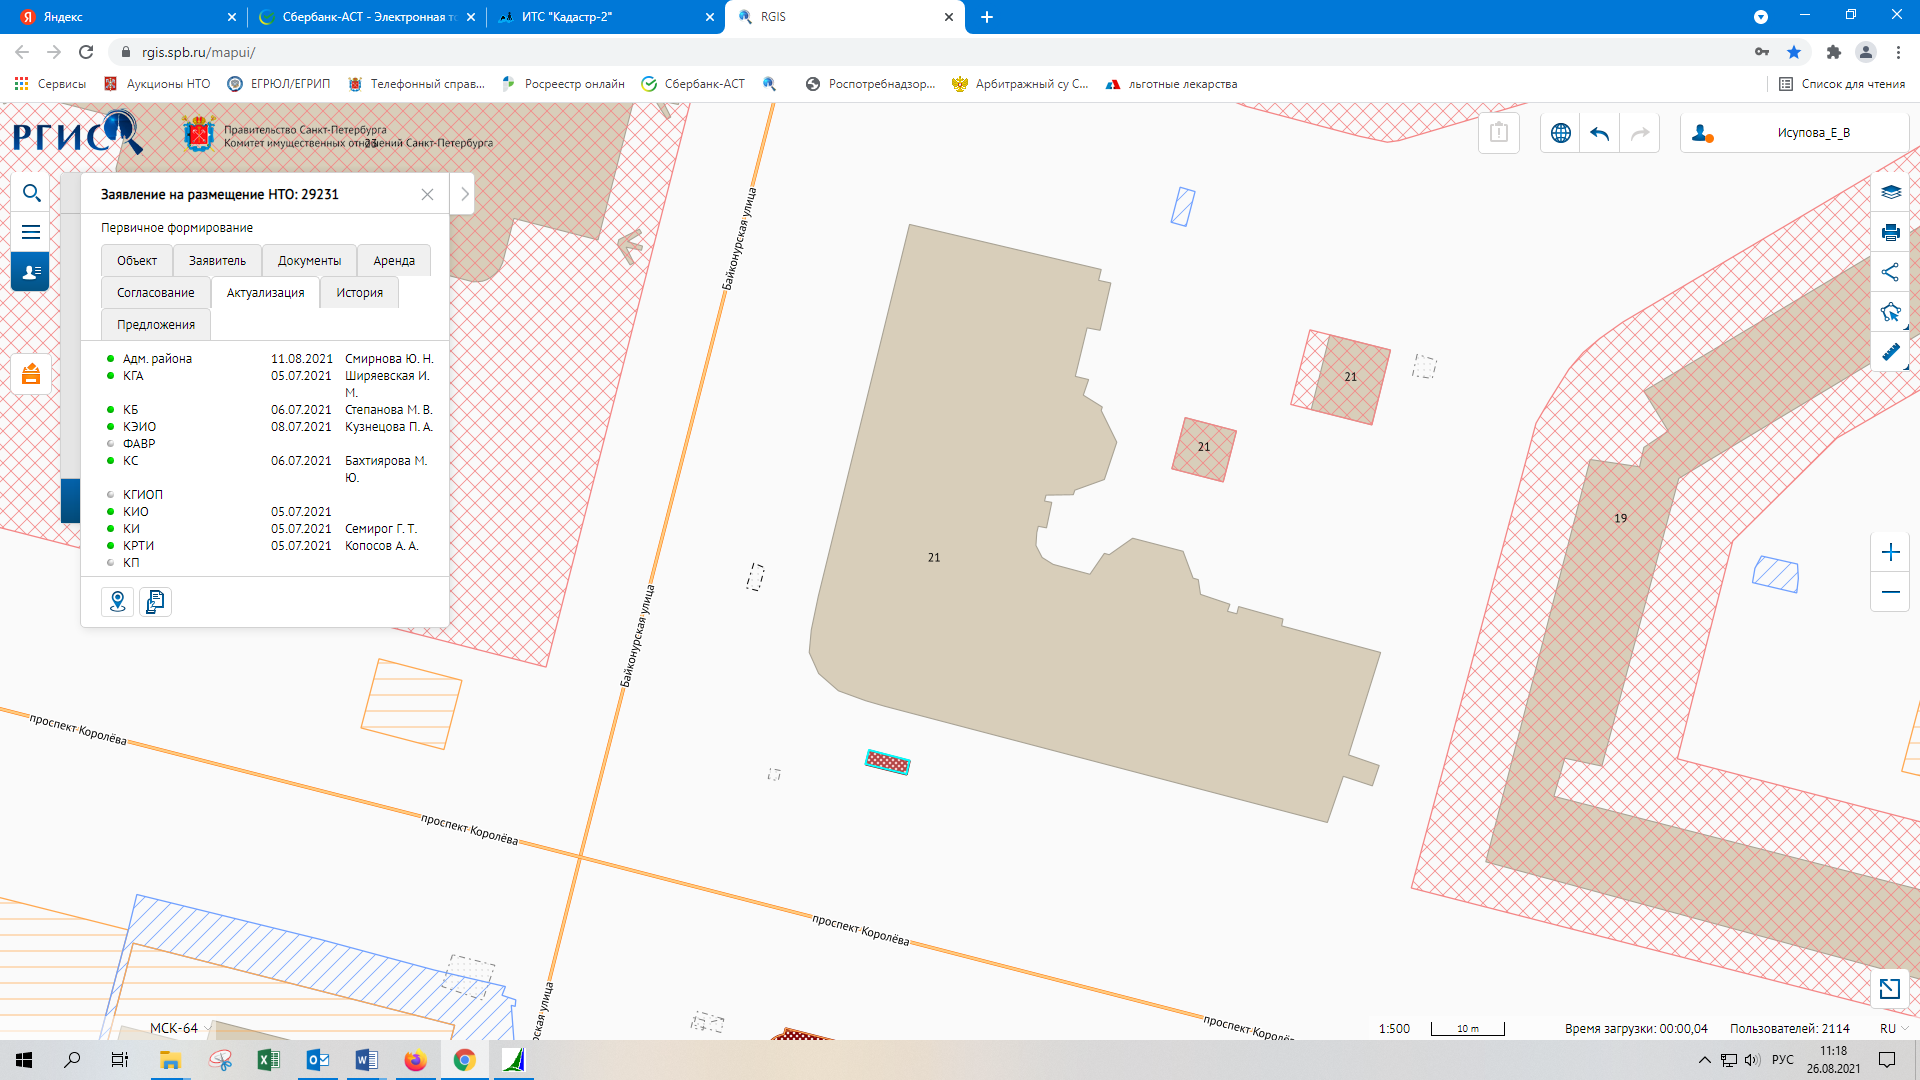 Яндекс
Сбербанк-АСТ - Электронная то
ИТС "Кадастр-2"
RGIS
rgis.spb.ru/mapui/
Сервисы
Аукционы НТО
ЕГРЮЛ/ЕГРИП
Телефонный справ...
Росреестр онлайн
Сбербанк-АСТ
Роспотребнадзор...
Арбитражный су С...
льготные лекарства
Список для чтения
РГИС
Правительство Санкт-Петербурга
Комитет имущественных отношений Санкт-Петербурга
23
Исупова_Е_В
Заявление на размещение НТО: 29231
Первичное формирование
Объект
Заявитель
Документы
Аренда
Согласование
Актуализация
История
Предложения
Адм. района 11.08.2021 Смирнова Ю. Н.
КГА 05.07.2021 Ширяевская И.
М.
КБ 06.07.2021 Степанова М. В.
КЭИО 08.07.2021 Кузнецова П. А.
ФАВР
КС 06.07.2021 Бахтиярова М.
Ю.
КГИОП
КИО 05.07.2021
КИ 05.07.2021 Семирог Г. Т.
КРТИ 05.07.2021 Копосов А. А.
КП
Байконурская улица
21
21
19
21
Байконурская улица
проспект Королёва
проспект Королёва
проспект Королёва
рская улица
проспект Королёв
МСК-64
1:500
10 m
Время загрузки: 00:00,04
Пользователей: 2114
RU
РУС
11:18
26.08.2021